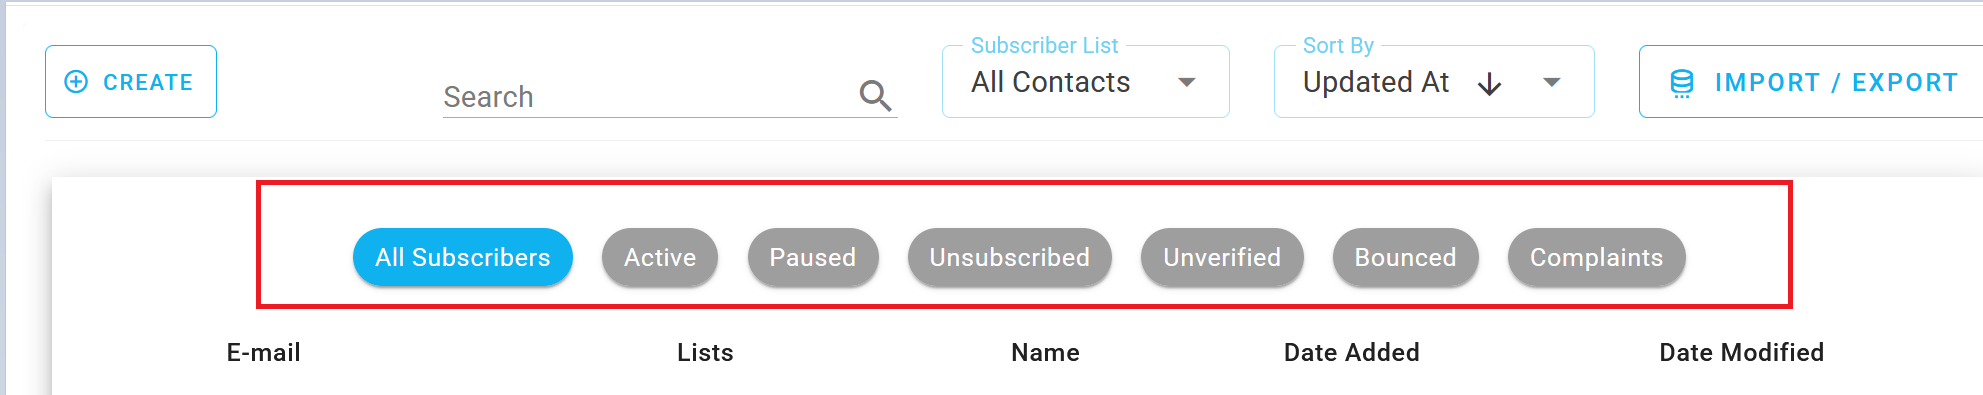 Subscriber List Sort By
CREATE Search All Contacts Updated At IMPORT / EXPORT
All Subscribers Active Paused Unsubscribed Unverified Bounced Complaints
E-mail Lists Name Date Added Date Modified